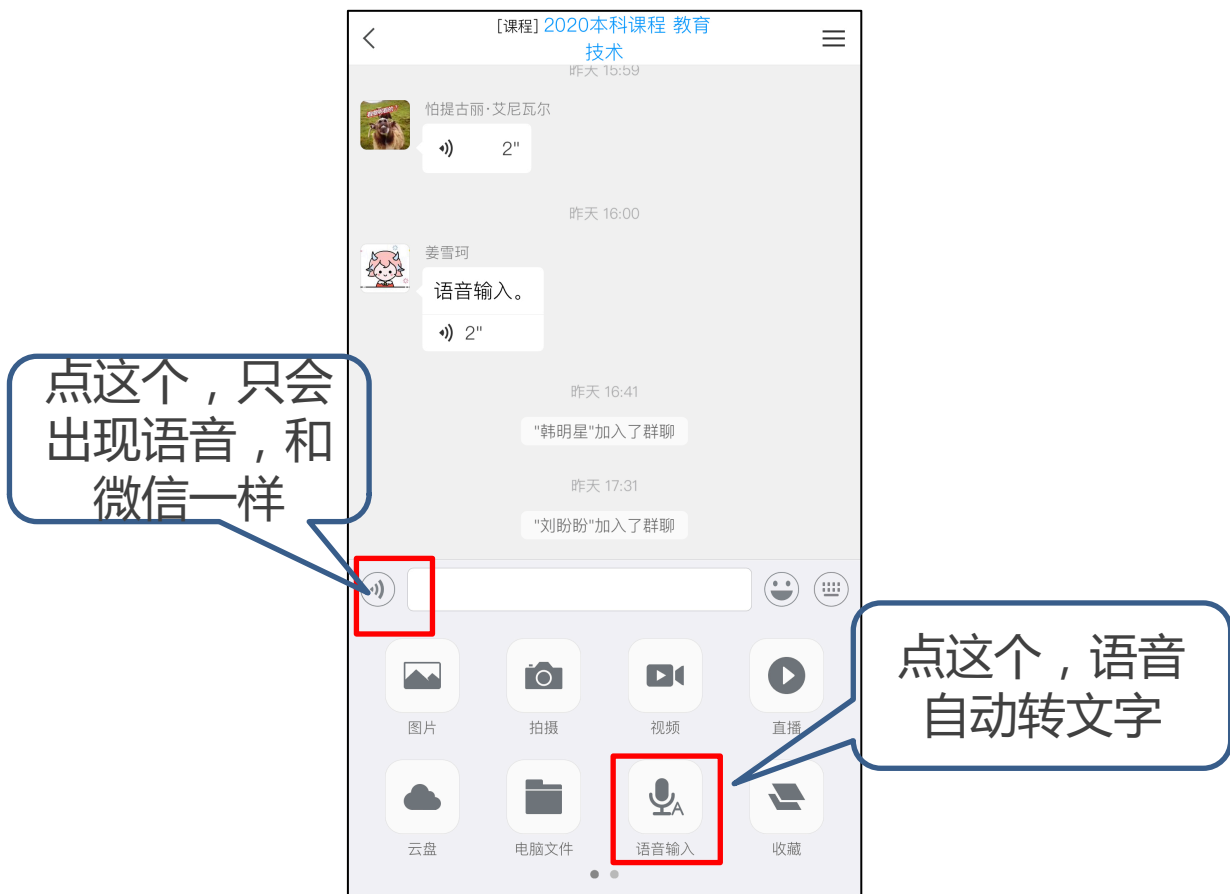 [课程] 2020本科课程 教育
技术
昨天 15:59
怕提古丽·艾尼瓦尔
2"
昨天 16:00
姜雪珂
语音输入。
2"
昨天 16:41
"韩明星"加入了群聊
昨天 17:31
"刘盼盼"加入了群聊
点这个，只会
出现语音，和
微信一样
图片
拍摄
视频
直播
点这个，语音
自动转文字
A
云盘
电脑文件
语音输入
收藏